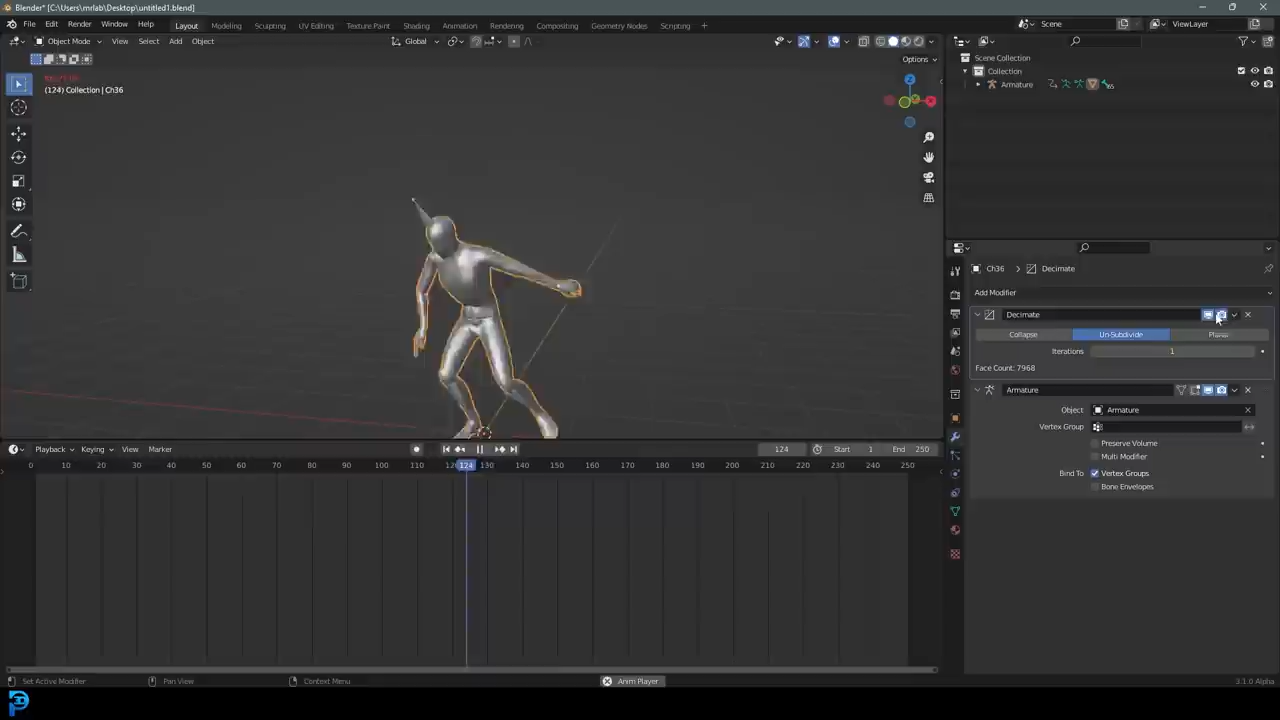 Blender* [C:\Users\mrlab\Desktop\untitled1.blend]
File Edit Render Window Help Layout Modeling Sculpting UV Editing Texture Paint Shading Animation Rendering Compositing Geometry Nodes Scripting + Scene ViewLayer
Object Mode View Select Add Object Global
Options
(124) Collection | Ch36
Z
Scene Collection
Collection
Armature
Ch36 > Decimate
Add Modifier
Decimate
Collapse Un-Subdivide Planar
Iterations 1
Face Count: 7968
Armature
Object Armature
Vertex Group
Preserve Volume
Multi Modifier
Bind To Vertex Groups
Bone Envelopes
Playback Keying View Marker 124 Start 1 End 250
0 10 20 30 40 50 60 70 80 90 100 110 124 130 140 150 160 170 180 190 200 210 220 230 240 250
Set Active Modifier Pan View Context Menu Anim Player 3.1.0 Alpha